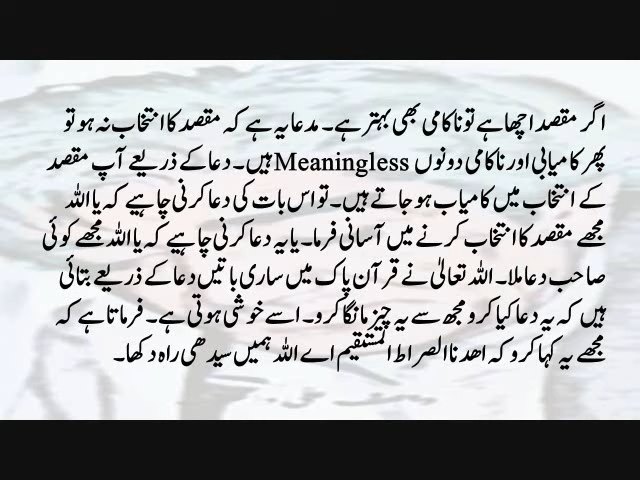 اگر مقصد اچھا ہے تو ناکامی بھی بہتر ہے۔ مدعا یہ ہے کہ مقصد کا انتخاب نہ ہو تو
پھر کامیابی اور ناکامی دونوں Meaningless ہیں۔ دعا کے ذریعے آپ مقصد
کے انتخاب میں کامیاب ہو جاتے ہیں۔ تو اس بات کی دعا کرنی چاہیے کہ یا اللہ
مجھے مقصد کا انتخاب کرنے میں آسانی فرما۔ یا یہ دعا کرنی چاہیے کہ یا اللہ مجھے کوئی
صاحب دعا ملا۔ اللہ تعالیٰ نے قرآن پاک میں ساری باتیں دعا کے ذریعے بتائی
ہیں کہ یہ دعا کیا کرو مجھ سے یہ چیز مانگا کرو۔ اسے خوشی ہوتی ہے۔ فرماتا ہے کہ
مجھے یہ کہا کرو کہ اھدنا الصراط المستقیم اے اللہ ہمیں سیدھی راہ دکھا۔